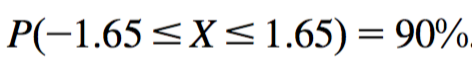 P(−1.65 ≤ X ≤ 1.65) = 90%.